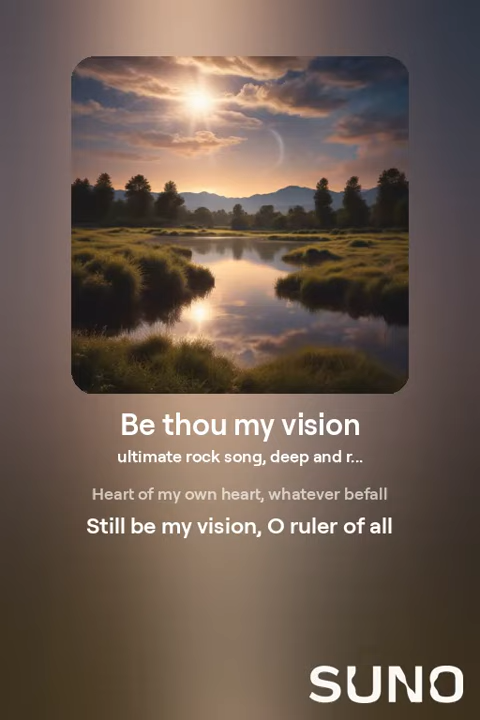 Be thou my vision
ultimate rock song, deep and r...
Heart of my own heart, whatever befall
Still be my vision, O ruler of all
SUNO